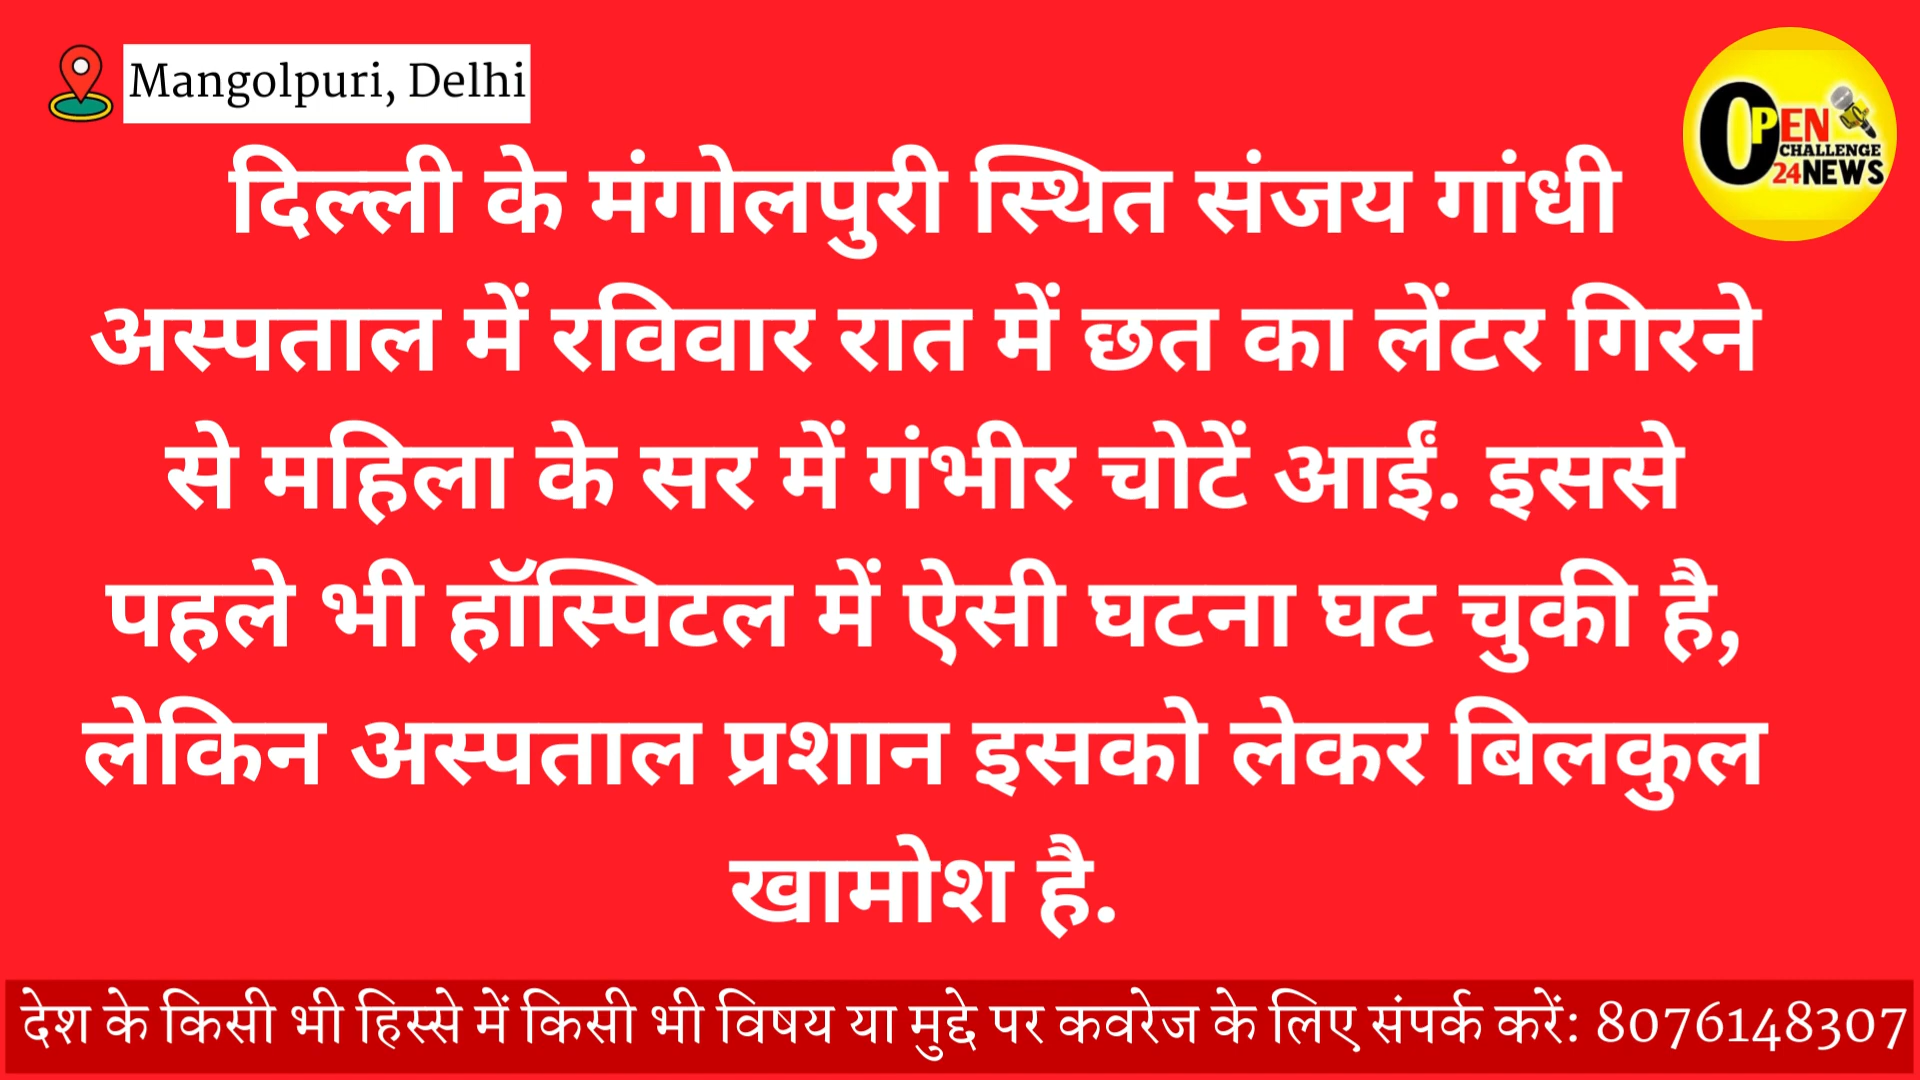 Mangolpuri, Delhi
OPEN
CHALLENGE
24NEWS
दिल्ली के मंगोलपुरी स्थित संजय गांधी
अस्पताल में रविवार रात में छत का लेंटर गिरने
से महिला के सर में गंभीर चोटें आईं. इससे
पहले भी हॉस्पिटल में ऐसी घटना घट चुकी है,
लेकिन अस्पताल प्रशान इसको लेकर बिलकुल
खामोश है.
देश के किसी भी हिस्से में किसी भी विषय या मुद्दे पर कवरेज के लिए संपर्क करें: 8076148307